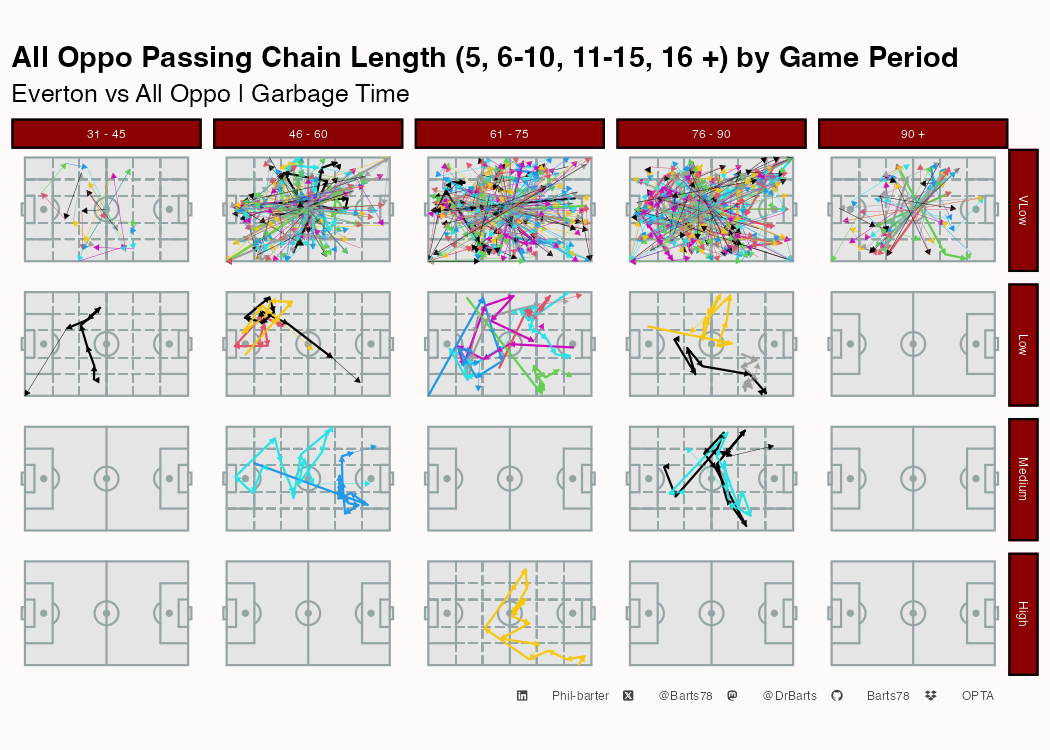 All Oppo Passing Chain Length (5, 6-10, 11-15, 16 +) by Game Period
Everton vs All Oppo | Garbage Time
31 - 45
46 - 60
61 - 75
76 - 90
90 +
VLow
Low
Medium
High
Phil-barter @Barts78 @DrBarts Barts78 OPTA